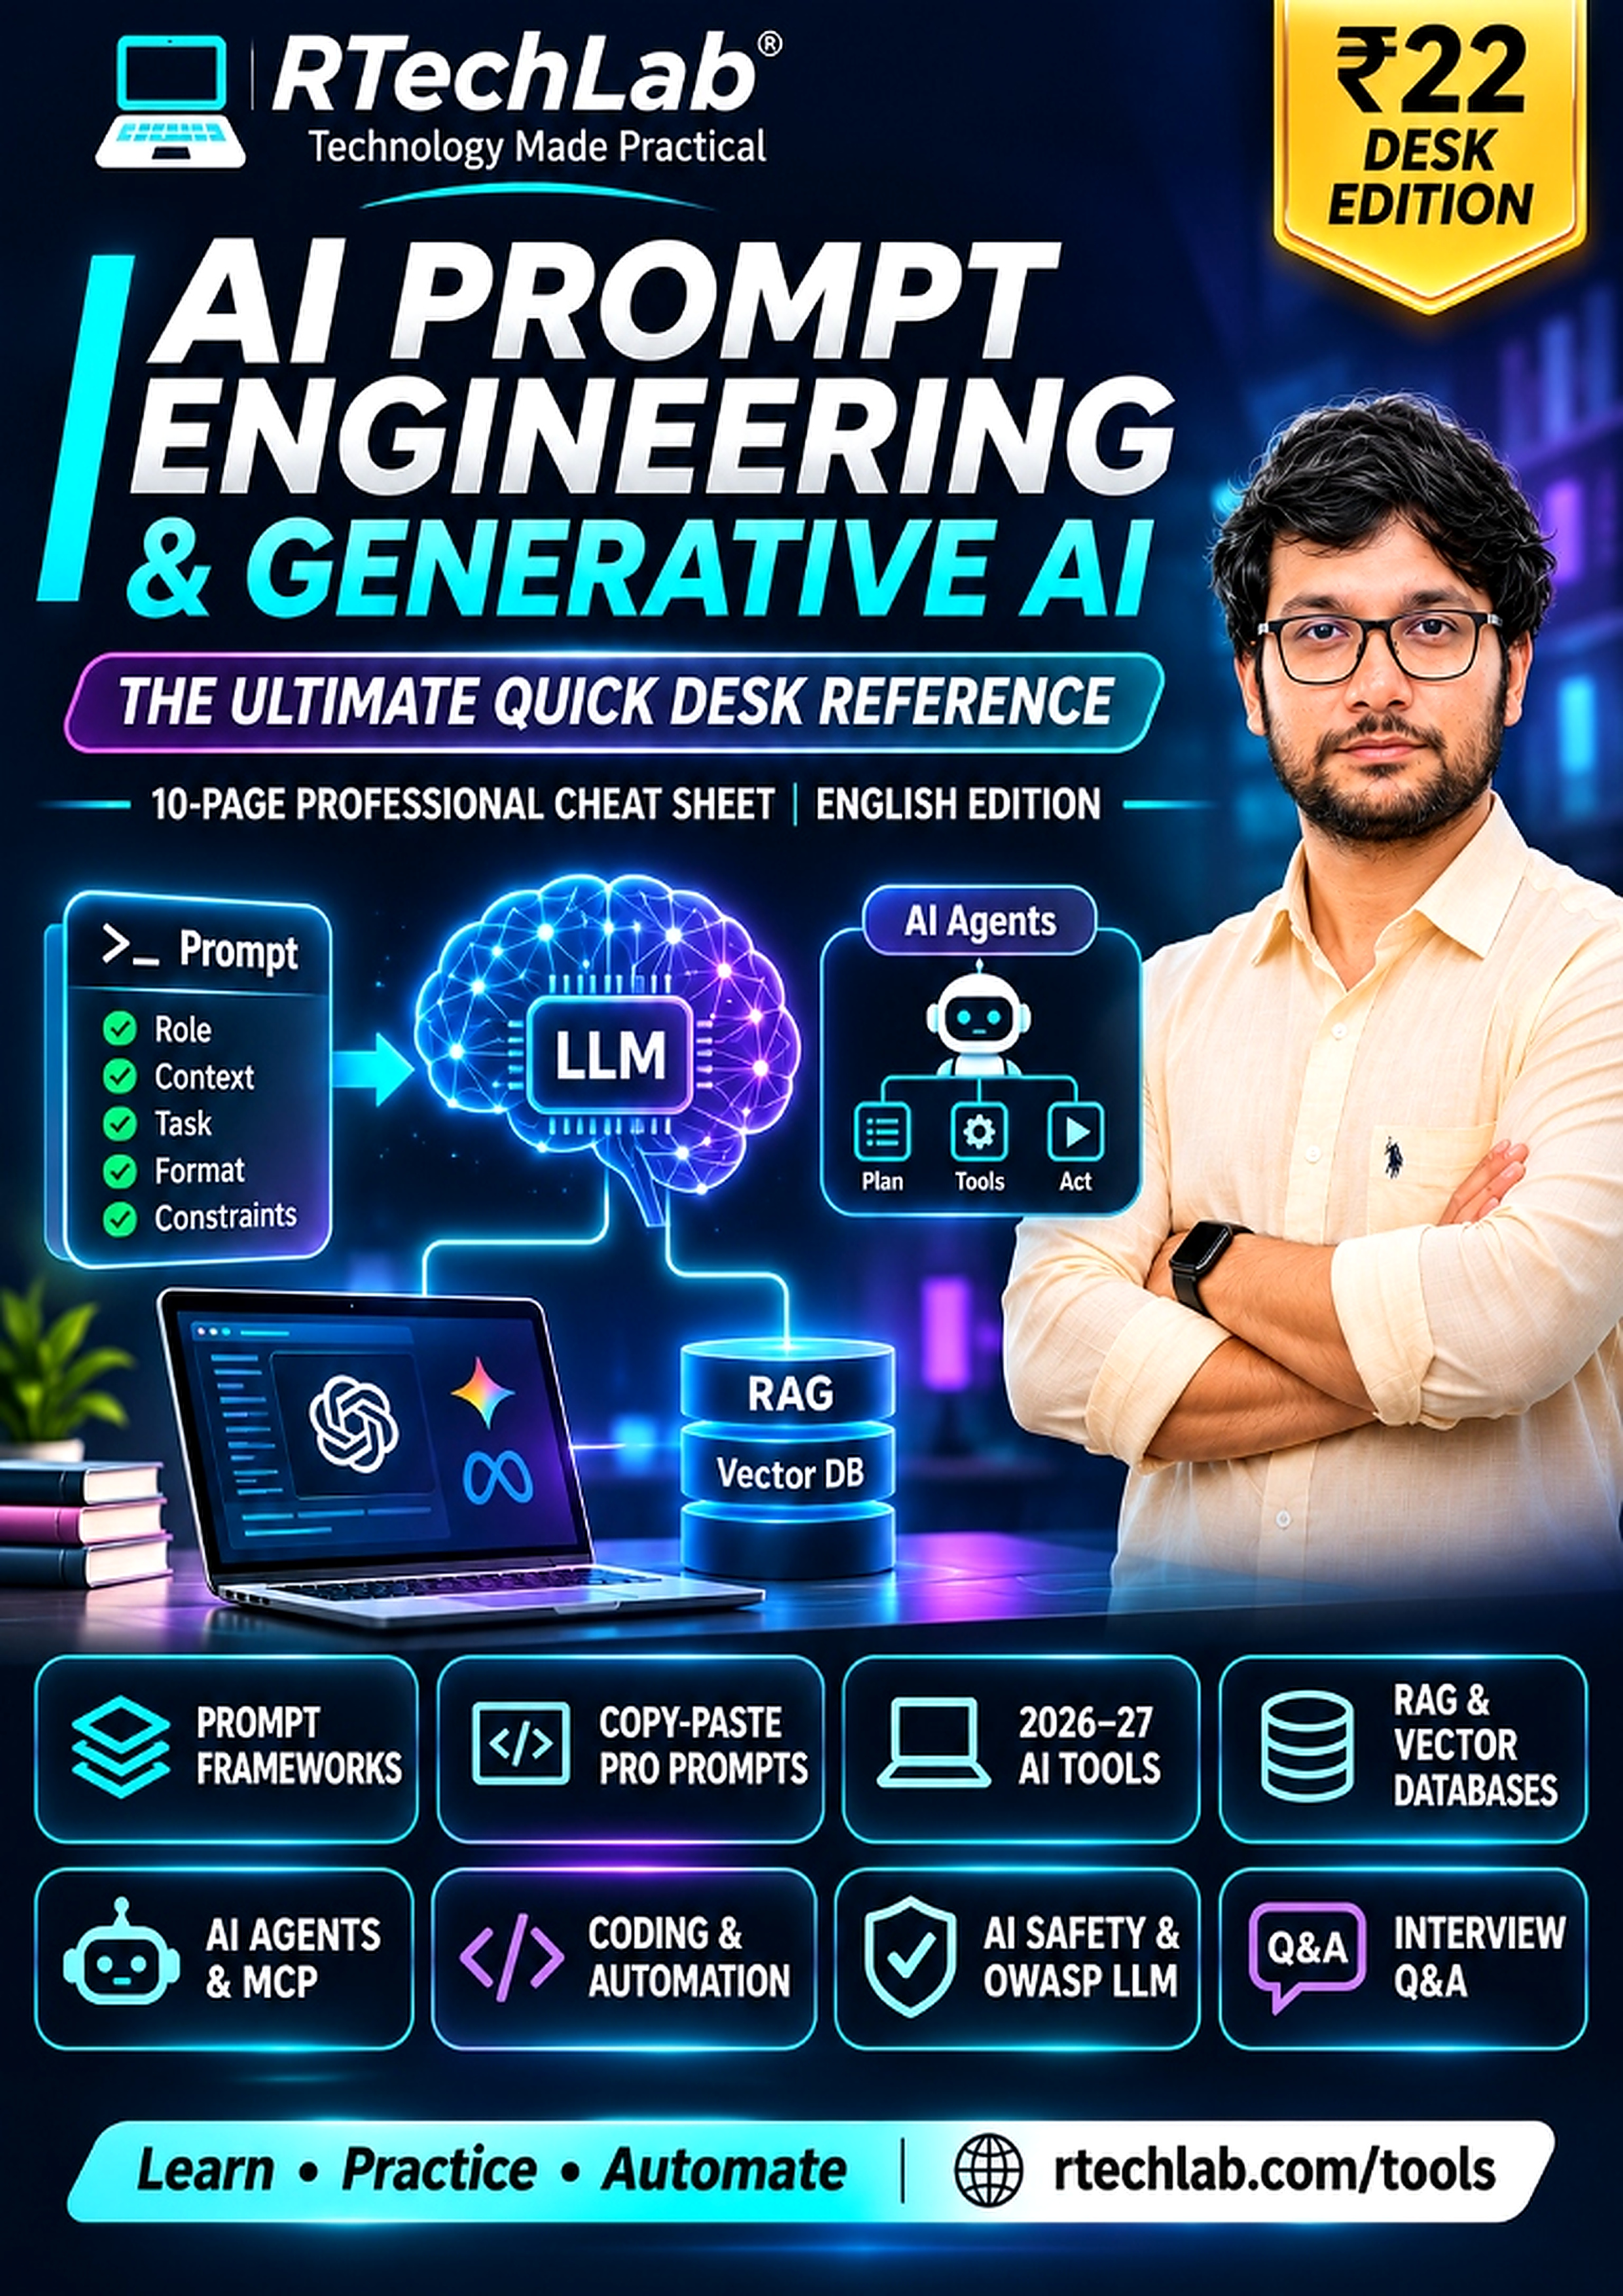 RTechLab®
Technology Made Practical
₹22
DESK
EDITION
AI PROMPT
ENGINEERING
& GENERATIVE AI
THE ULTIMATE QUICK DESK REFERENCE
10-PAGE PROFESSIONAL CHEAT SHEET | ENGLISH EDITION
>_ Prompt
Role
Context
Task
Format
Constraints
LLM
AI Agents
Plan
Tools
Act
RAG
Vector DB
PROMPT
FRAMEWORKS
</>
COPY-PASTE
PRO PROMPTS
2026–27
AI TOOLS
RAG &
VECTOR
DATABASES
AI AGENTS
& MCP
</>
CODING &
AUTOMATION
AI SAFETY &
OWASP LLM
Q&A
INTERVIEW
Q&A
Learn • Practice • Automate | rtechlab.com/tools